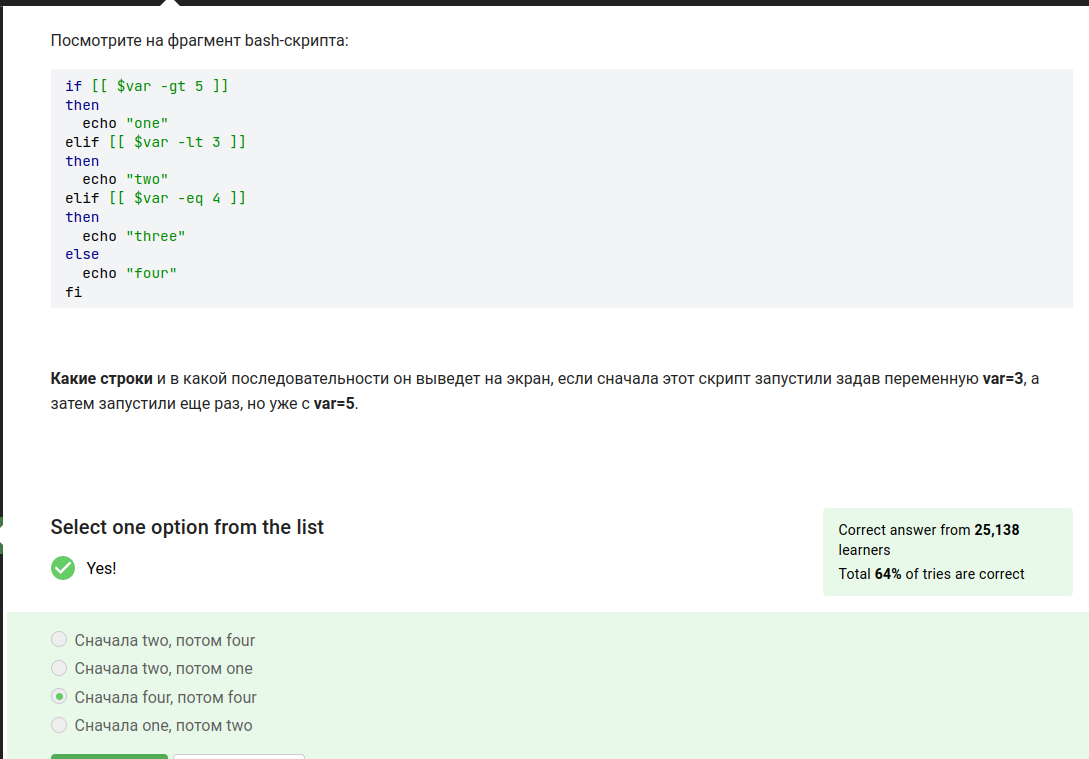 Посмотрите на фрагмент bash-скрипта:
if [[ $var -gt 5 ]]
then
  echo "one"
elif [[ $var -lt 3 ]]
then
  echo "two"
elif [[ $var -eq 4 ]]
then
  echo "three"
else
  echo "four"
fi
Какие строки и в какой последовательности он выведет на экран, если сначала этот скрипт запустили задав переменную var=3, а
затем запустили еще раз, но уже с var=5.
Select one option from the list
Yes!
Correct answer from 25,138
learners
Total 64% of tries are correct
Сначала two, потом four
Сначала two, потом one
Сначала four, потом four
Сначала one, потом two